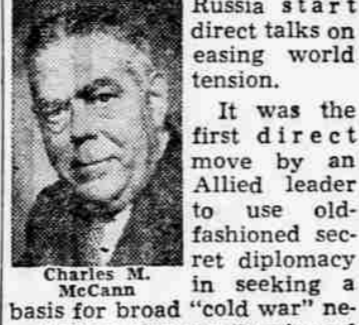 Russia start
direct talks on
easing world
tension.
It was the
first direct
move by an
Allied leader
to use old-
fashioned sec-
ret diplomacy
in seeking a
Charles M.
McCann
basis for broad "cold war" ne-